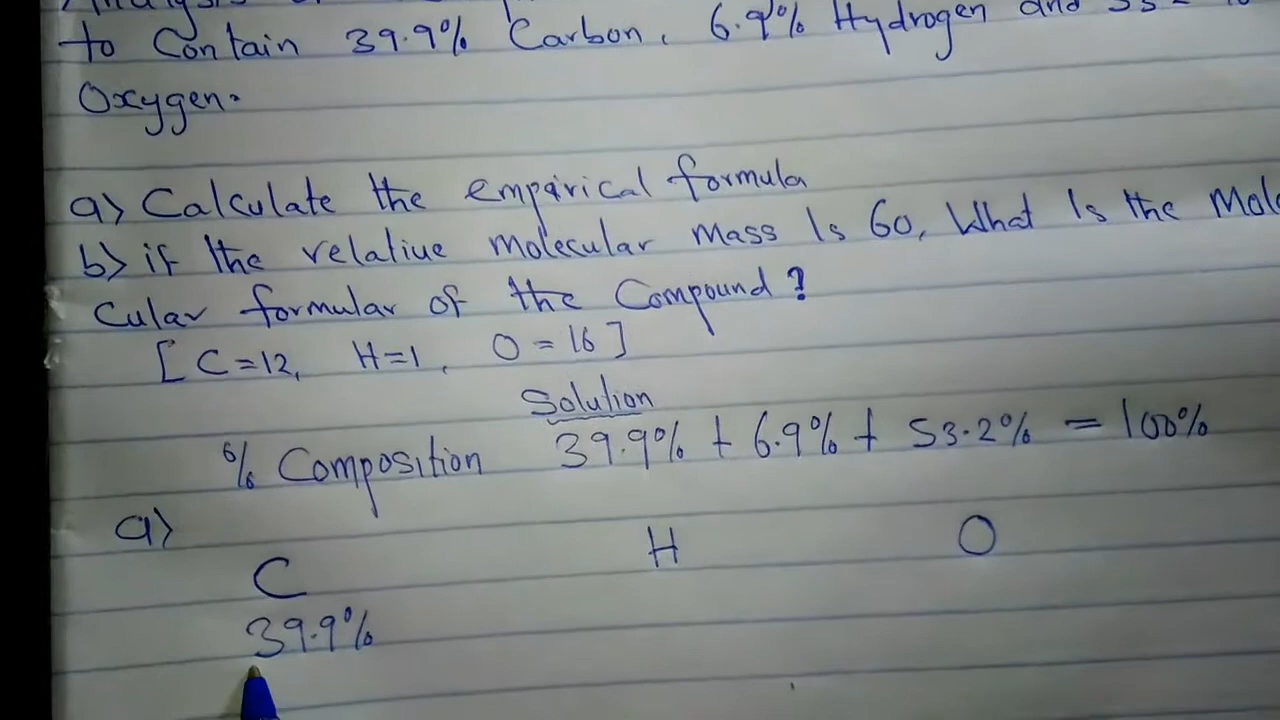 to Contain 39.9% Carbon, 6.9% Hydrogen and
Oxygen.
a) Calculate the empirical formula
b) if the relative molecular mass is 60, What is the Mole
cular formular of the Compound?
[C=12, H=1, O=16]
Solution
% Composition 39.9% + 6.9% + 53.2% = 100%
a)
C H O
39.9%